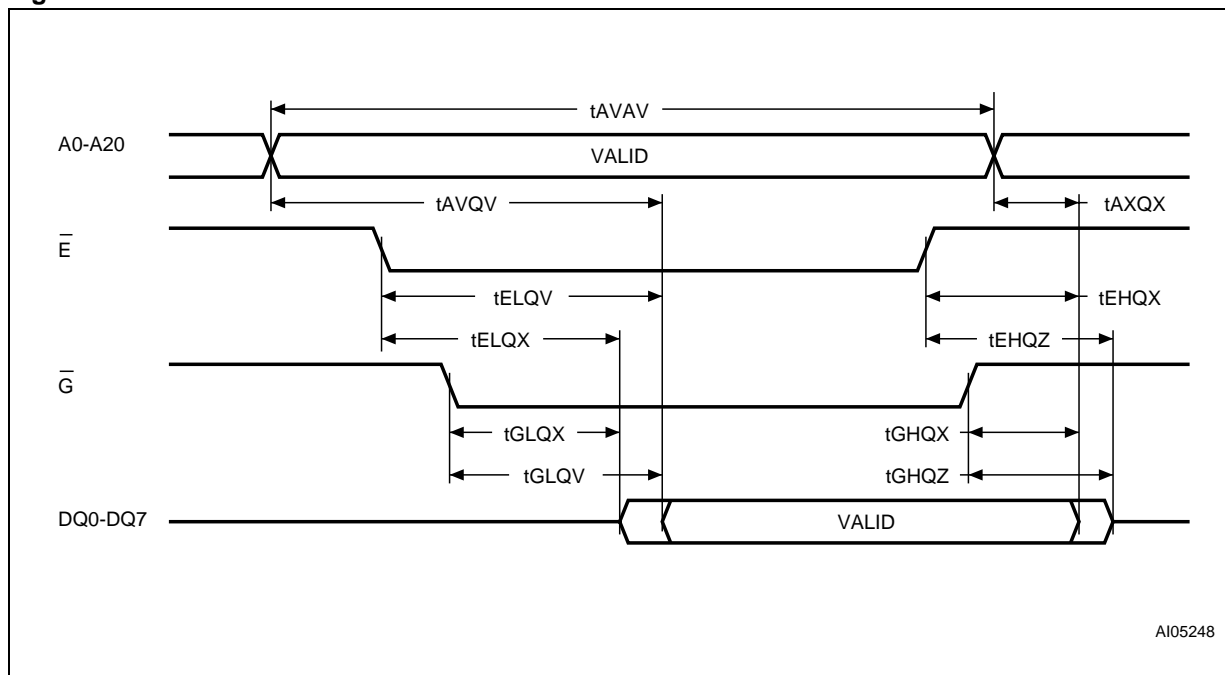 tAVAV
A0-A20
VALID
tAVQV
tAXQX
E̅
tELQV
tEHQX
tELQX
tEHQZ
G̅
tGLQX
tGHQX
tGLQV
tGHQZ
DQ0-DQ7
VALID
AI05248